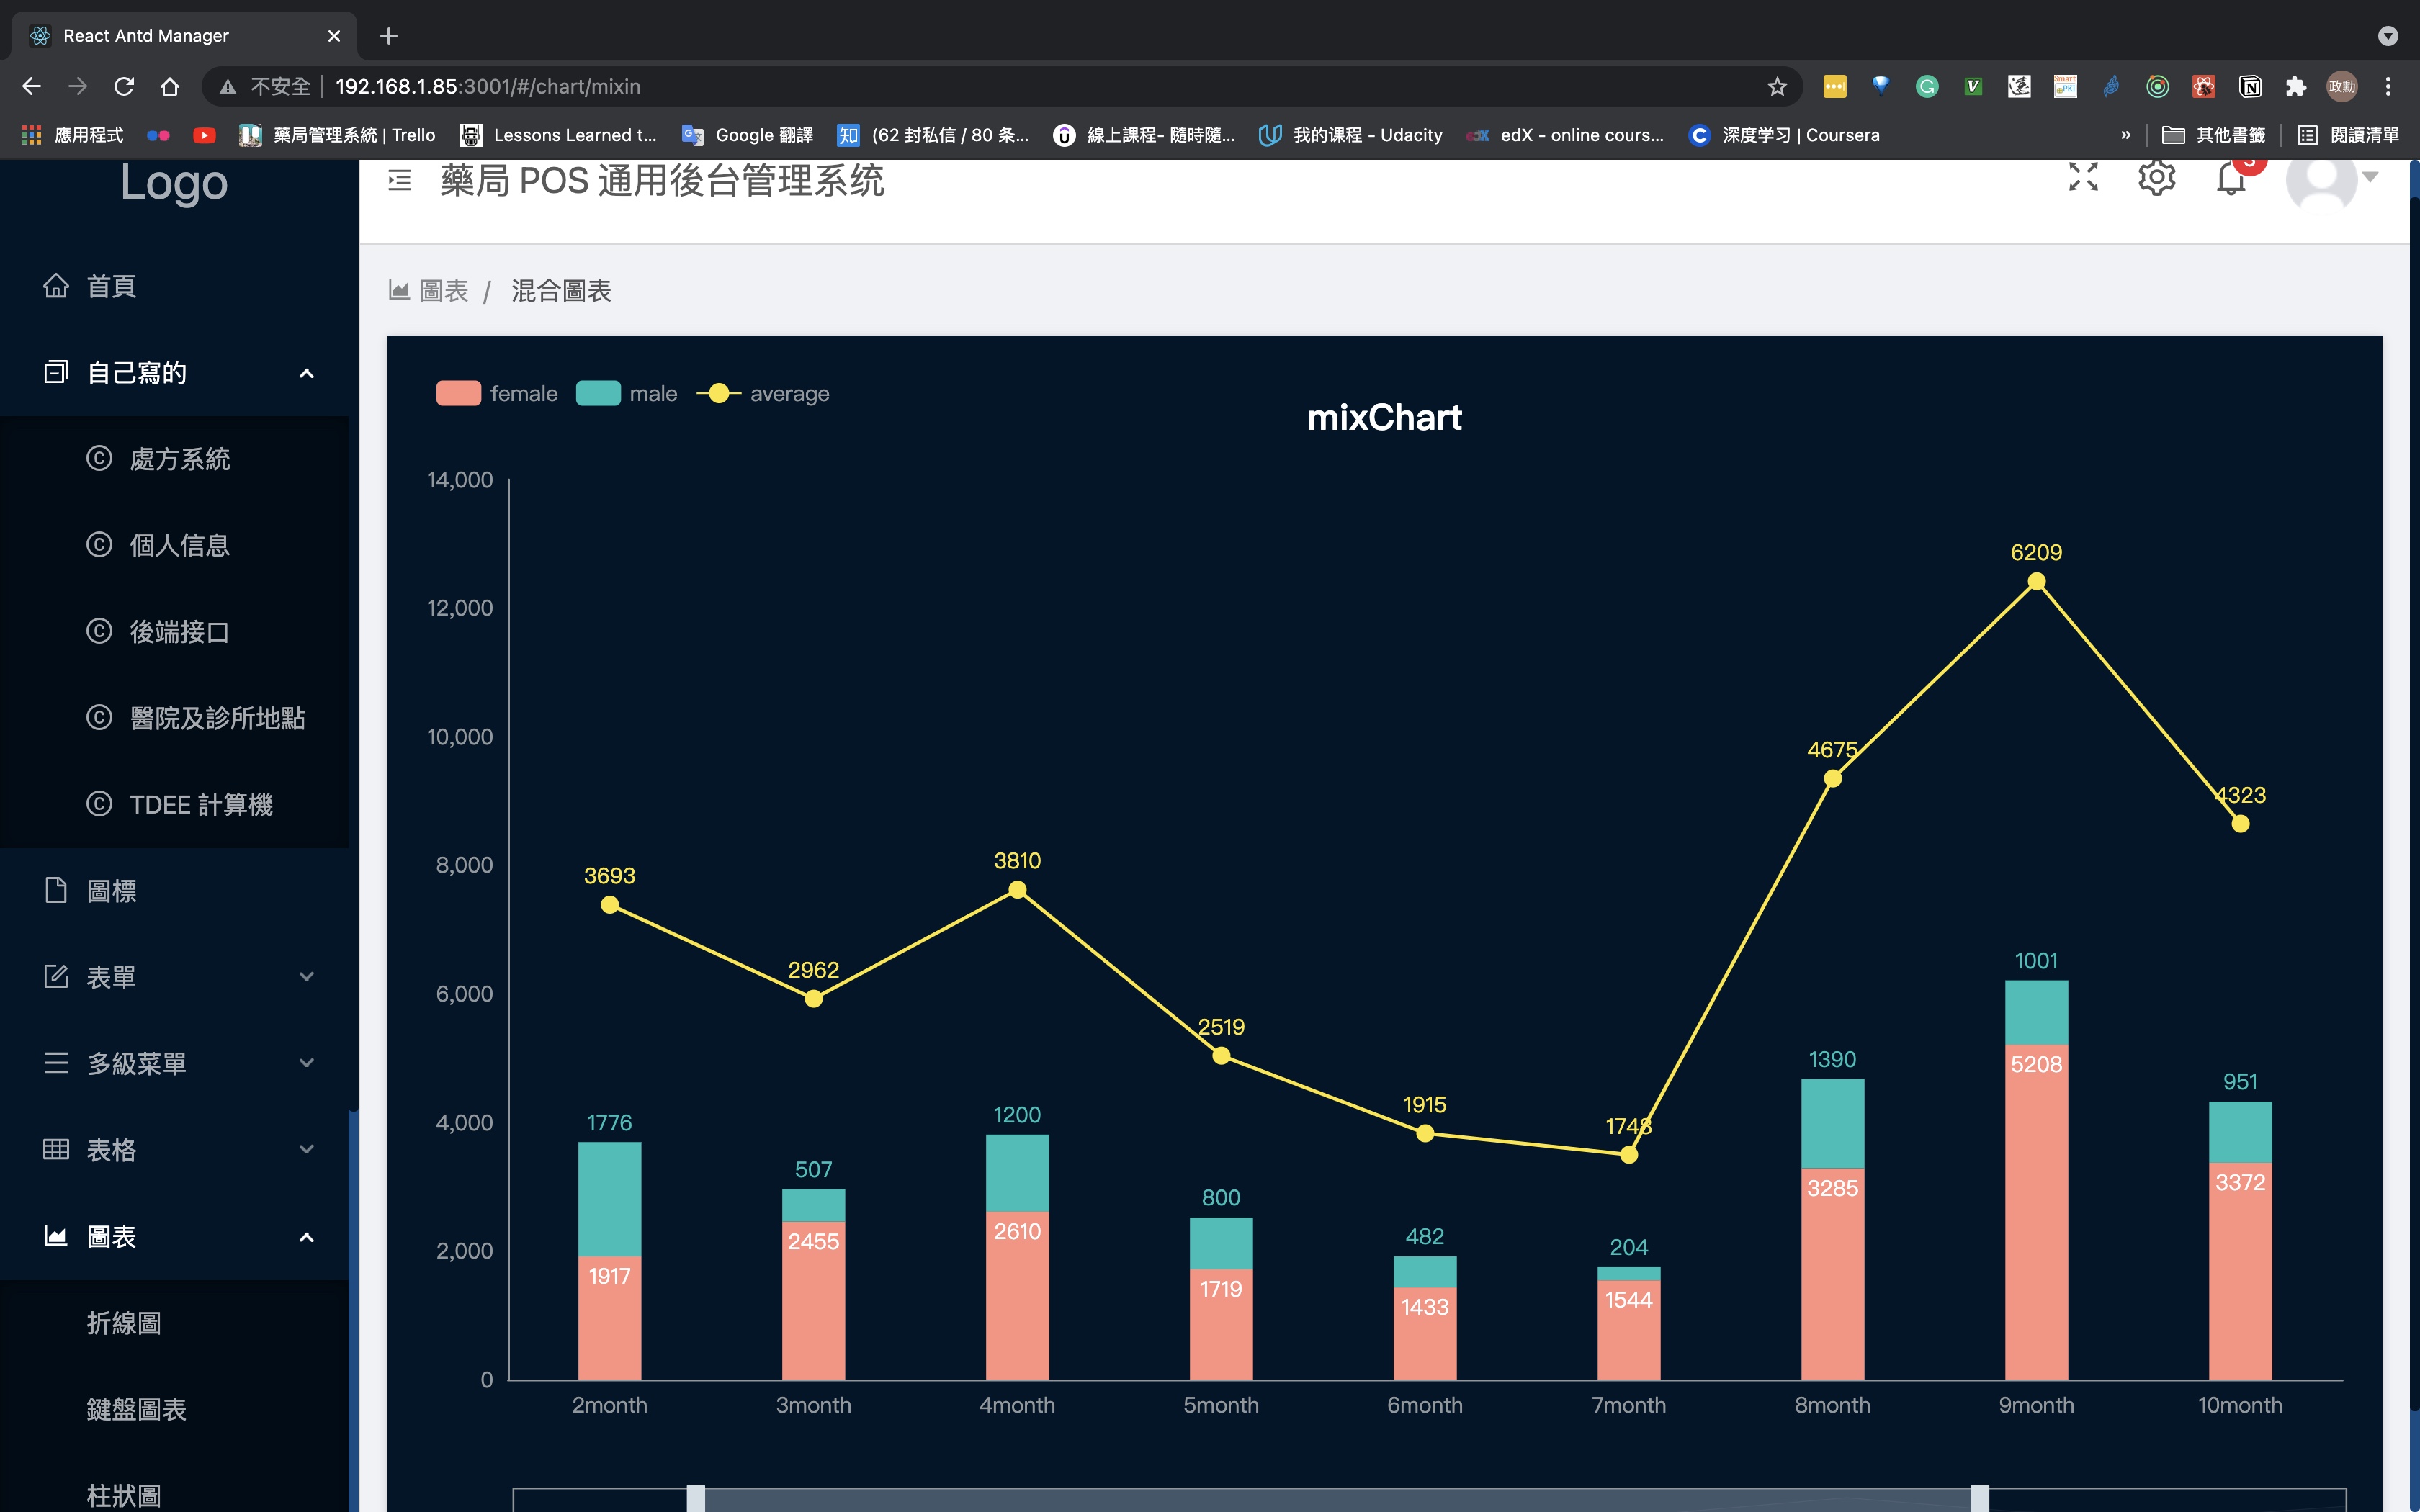 React Antd Manager
不安全 192.168.1.85:3001/#/chart/mixin 政勳
應用程式 藥局管理系統 | Trello Lessons Learned t... Google 翻譯 (62 封私信 / 80 条... 線上課程- 隨時隨... 我的课程 - Udacity edX - online cours... 深度学习 | Coursera » 其他書籤 閱讀清單
Logo
藥局 POS 通用後台管理系統
首頁
自己寫的
處方系統
個人信息
後端接口
醫院及診所地點
TDEE 計算機
圖標
表單
多級菜單
表格
圖表
折線圖
鍵盤圖表
柱狀圖
圖表 / 混合圖表
female male average
mixChart
14,000
12,000
10,000
8,000
6,000
4,000
2,000
0
3693
2962
3810
2519
1915
1748
4675
6209
4323
1776
507
1200
800
482
204
1390
1001
951
1917
2455
2610
1719
1433
1544
3285
5208
3372
2month 3month 4month 5month 6month 7month 8month 9month 10month